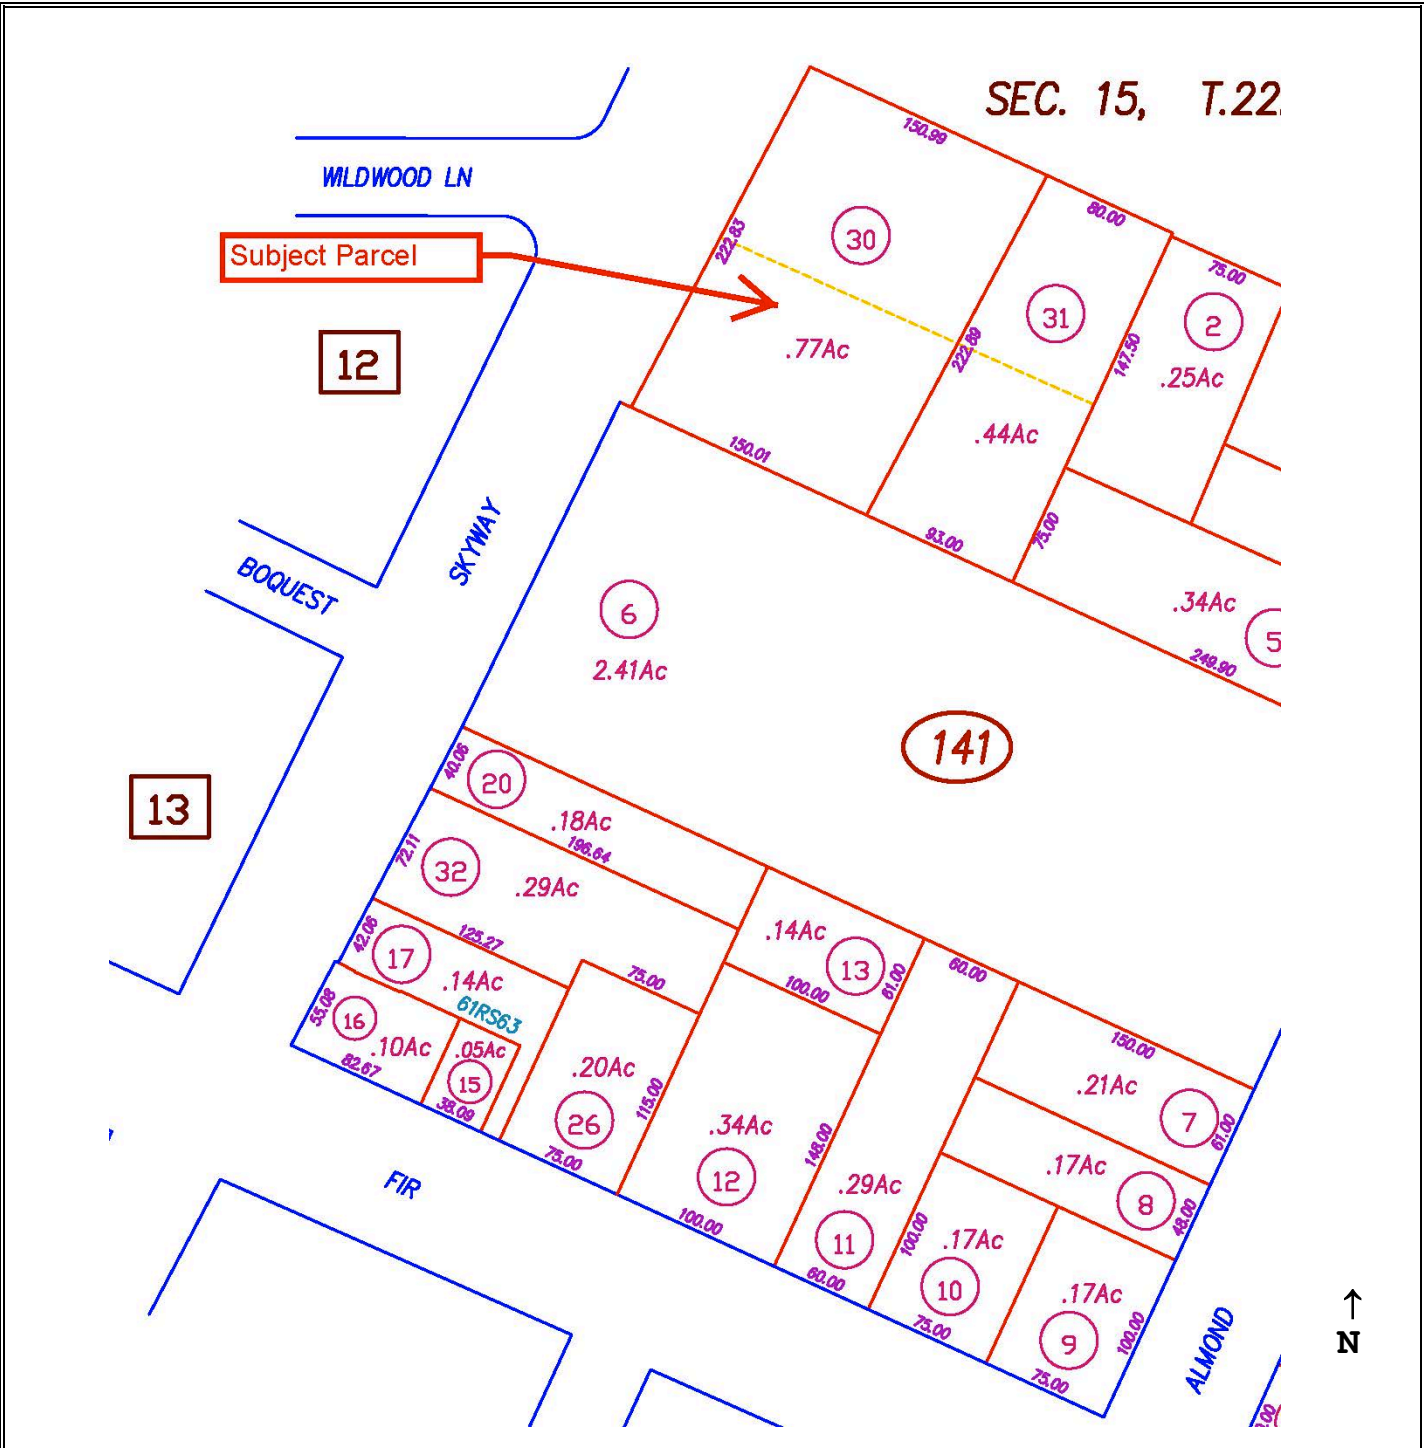 SEC. 15, T.22
150.99
WILDWOOD LN
80.00
222.83
30
Subject Parcel
75.00
31
2
222.89
147.50
.77Ac
12
.25Ac
.44Ac
150.01
SKYWAY
93.00
75.00
BOQUEST
6
.34Ac
5
2.41Ac
249.90
141
40.06
20
13
.18Ac
196.64
72.11
32
.29Ac
42.06
125.27
17
.14Ac
.14Ac
13
61.00
60.00
75.00
100.00
61RS63
55.08
16
.10Ac
.05Ac
82.67
15
38.09
.20Ac
26
115.00
75.00
150.00
.21Ac
7
61.00
.34Ac
12
148.00
.17Ac
8
48.00
FIR
.29Ac
11
100.00
100.00
60.00
.17Ac
10
75.00
.17Ac
9
100.00
75.00
ALMOND
↑
N